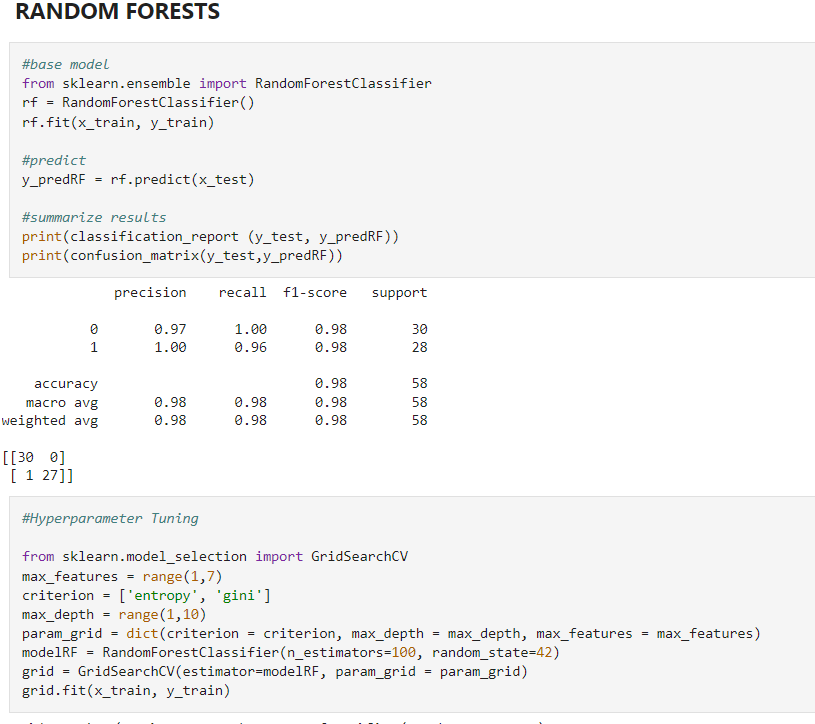 RANDOM FORESTS
#base model
from sklearn.ensemble import RandomForestClassifier
rf = RandomForestClassifier()
rf.fit(x_train, y_train)
#predict
y_predRF = rf.predict(x_test)
#summarize results
print(classification_report (y_test, y_predRF))
print(confusion_matrix(y_test,y_predRF))
precision recall f1-score support
0 0.97 1.00 0.98 30
1 1.00 0.96 0.98 28
accuracy 0.98 58
macro avg 0.98 0.98 0.98 58
weighted avg 0.98 0.98 0.98 58
[[30 0]
[ 1 27]]
#Hyperparameter Tuning
from sklearn.model_selection import GridSearchCV
max_features = range(1,7)
criterion = ['entropy', 'gini']
max_depth = range(1,10)
param_grid = dict(criterion = criterion, max_depth = max_depth, max_features = max_features)
modelRF = RandomForestClassifier(n_estimators=100, random_state=42)
grid = GridSearchCV(estimator=modelRF, param_grid = param_grid)
grid.fit(x_train, y_train)